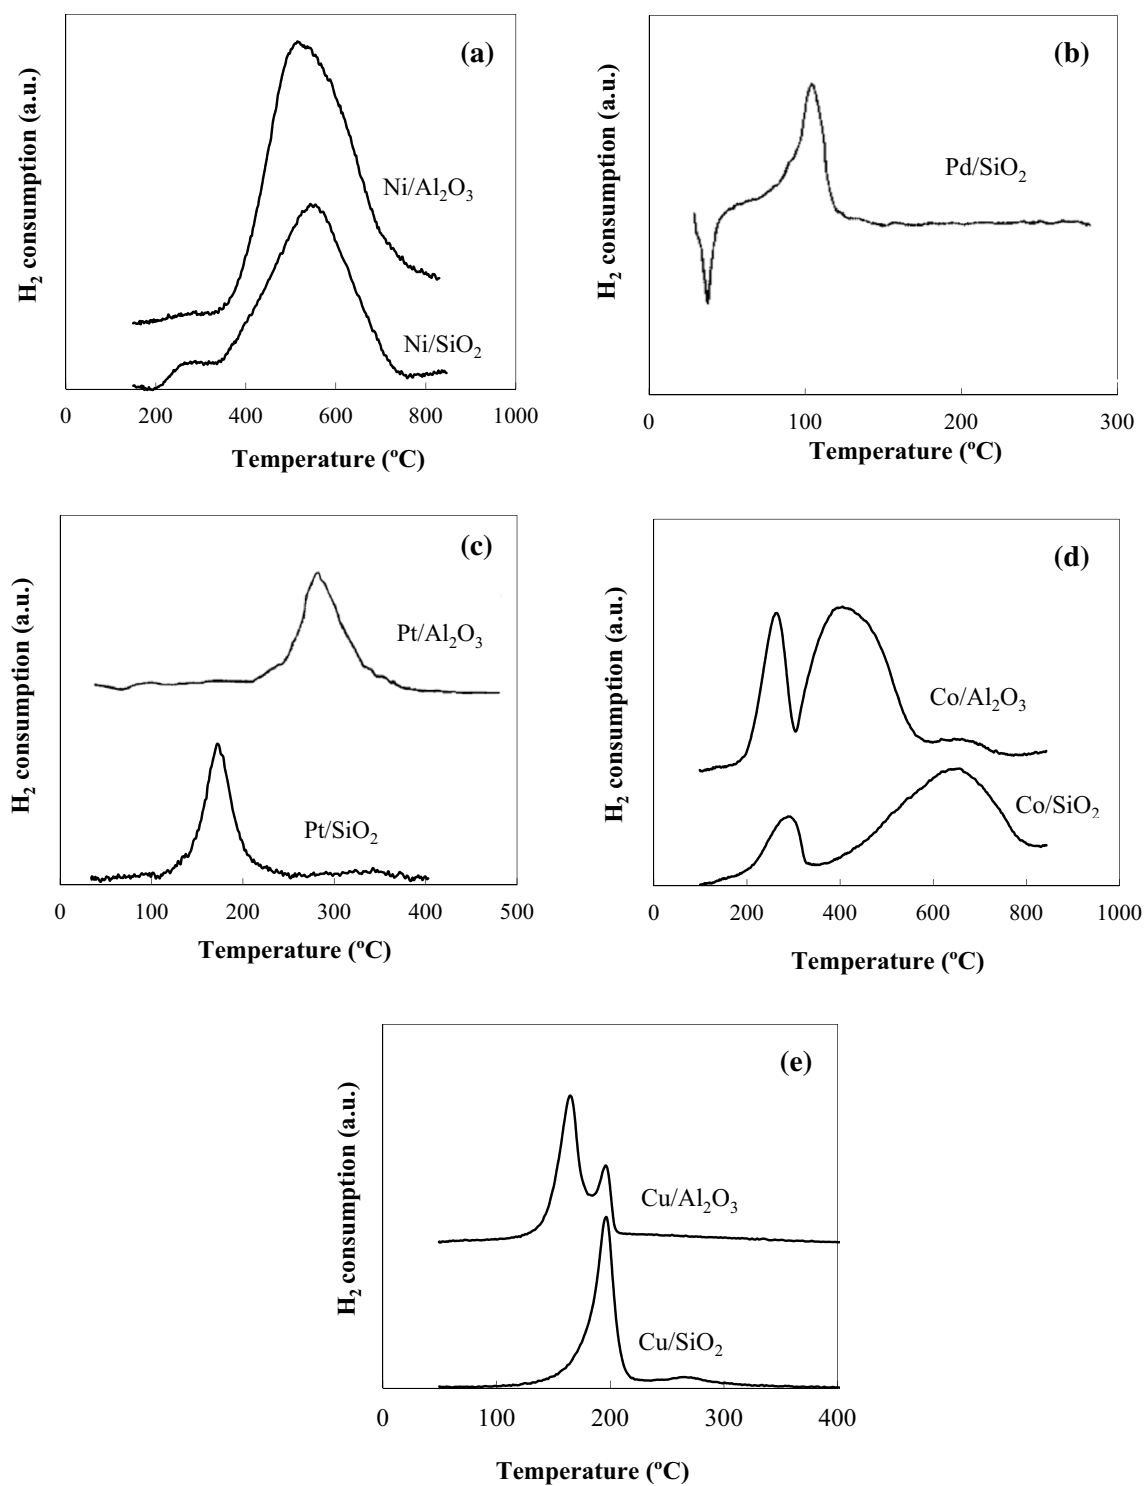 (a)
H₂ consumption (a.u.)
Ni/Al₂O₃
Ni/SiO₂
0 200 400 600 800 1000
Temperature (ºC)
(b)
H₂ consumption (a.u.)
Pd/SiO₂
0 100 200 300
Temperature (ºC)
(c)
H₂ consumption (a.u.)
Pt/Al₂O₃
Pt/SiO₂
0 100 200 300 400 500
Temperature (ºC)
(d)
H₂ consumption (a.u.)
Co/Al₂O₃
Co/SiO₂
0 200 400 600 800 1000
Temperature (ºC)
(e)
H₂ consumption (a.u.)
Cu/Al₂O₃
Cu/SiO₂
0 100 200 300 400
Temperature (ºC)